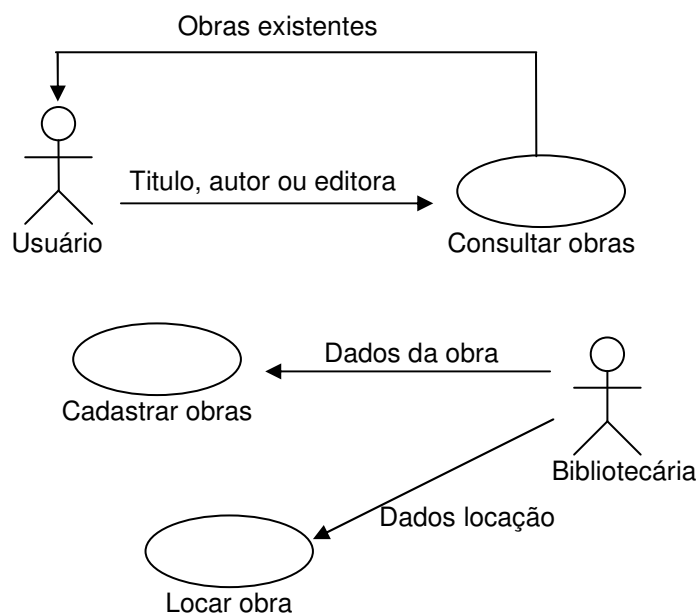 Obras existentes
Titulo, autor ou editora
Usuário
Consultar obras
Dados da obra
Cadastrar obras
Bibliotecária
Dados locação
Locar obra